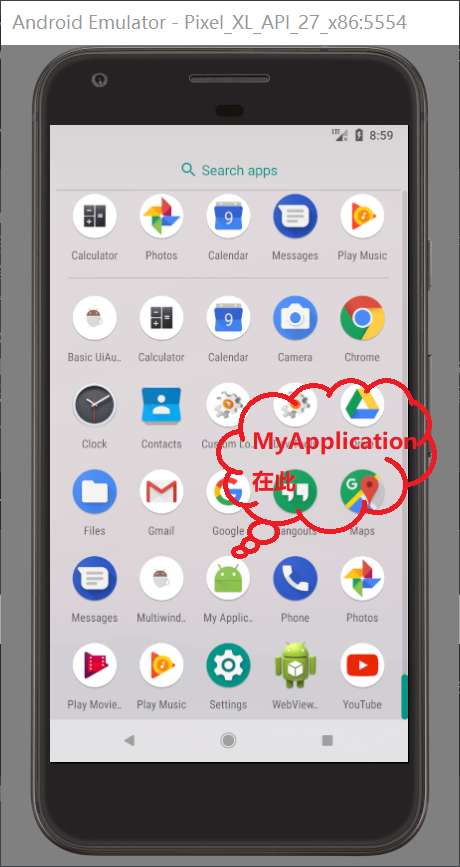 Android Emulator - Pixel_XL_API_27_x86:5554
8:59
Search apps
Calculator
Photos
Calendar
Messages
Play Music
Basic UiAu..
Calculator
Calendar
Camera
Chrome
Clock
Contacts
Custom Lo..
MyApplication
在此
Files
Gmail
Google
Hangouts
Maps
Messages
Multiwind..
My Applic..
Phone
Photos
Play Movie..
Play Music
Settings
WebView..
YouTube